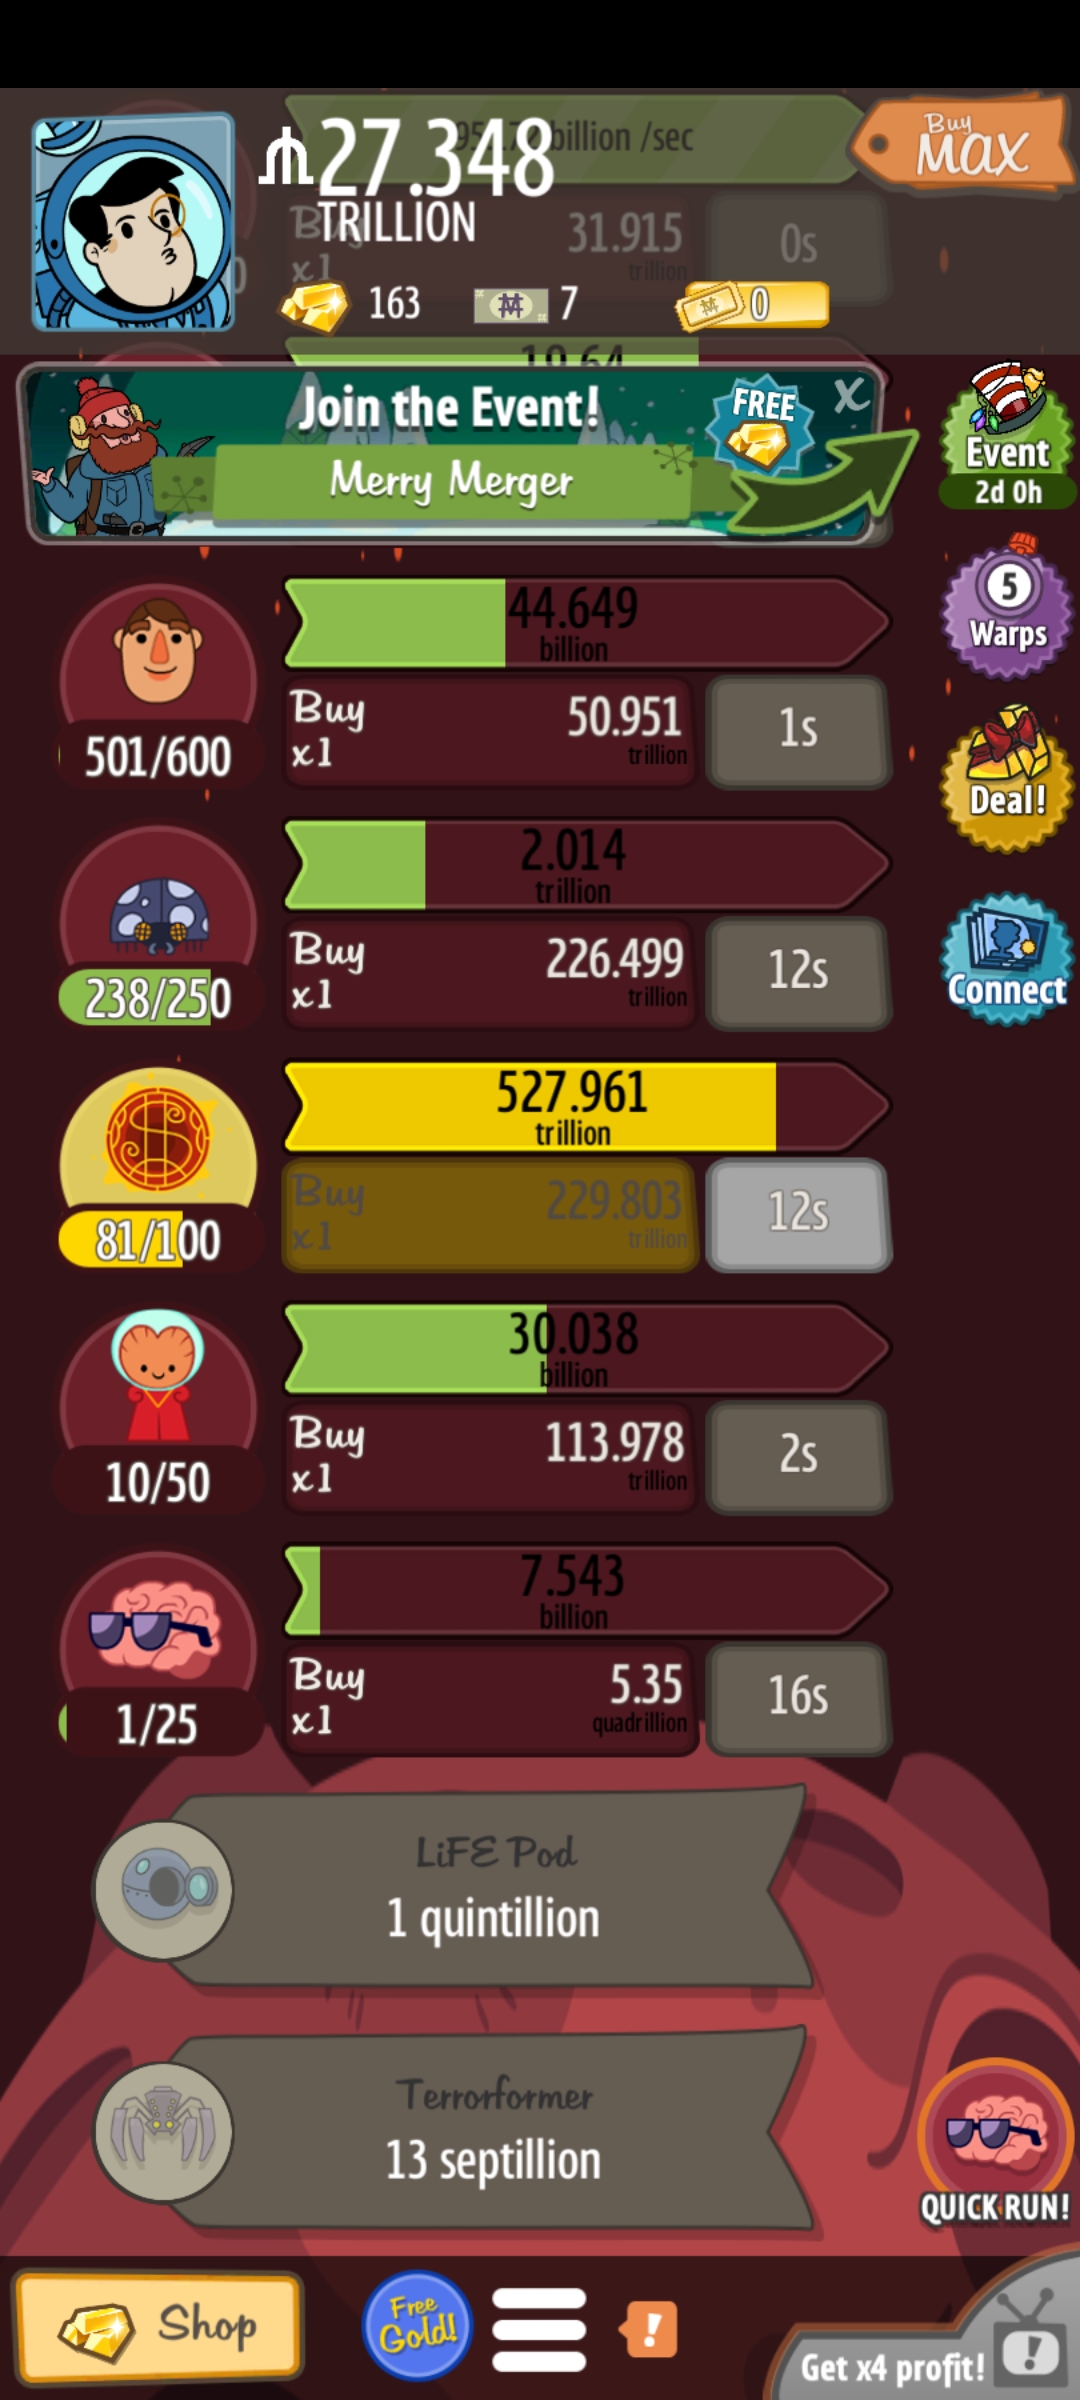 95.72 billion /sec
Buy MAX
27.348
TRILLION
Buy x1
31.915 trillion
0s
163
7
0
19.64
Join the Event!
FREE
X
Merry Merger
Event
2d 0h
44.649
billion
5
Warps
Buy x1
50.951 trillion
1s
501/600
Deal!
2.014
trillion
Buy x1
226.499 trillion
12s
238/250
Connect
527.961
trillion
Buy x1
229.803 trillion
12s
81/100
30.038
billion
Buy x1
113.978 trillion
2s
10/50
7.543
billion
Buy x1
5.35 quadrillion
16s
1/25
LiFE Pod
1 quintillion
Terrorformer
13 septillion
QUICK RUN!
Shop
Free Gold!
!
Get x4 profit!
!